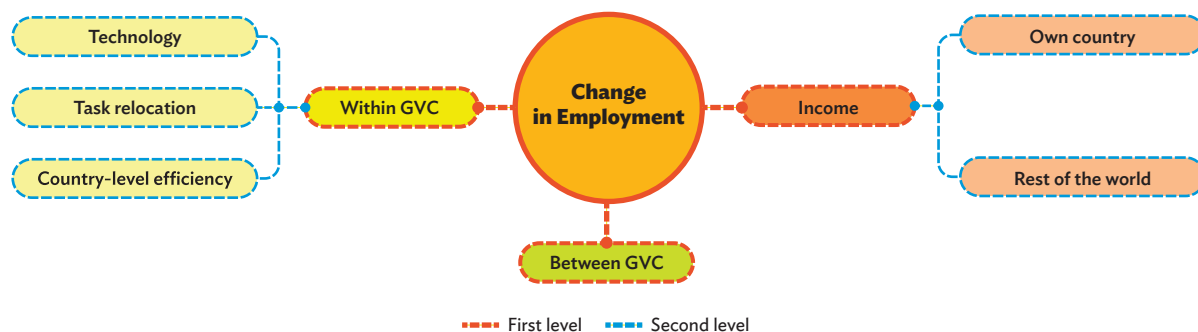 Technology
Task relocation
Country-level efficiency
Within GVC
Change
in Employment
Between GVC
Income
Own country
Rest of the world
First level
Second level